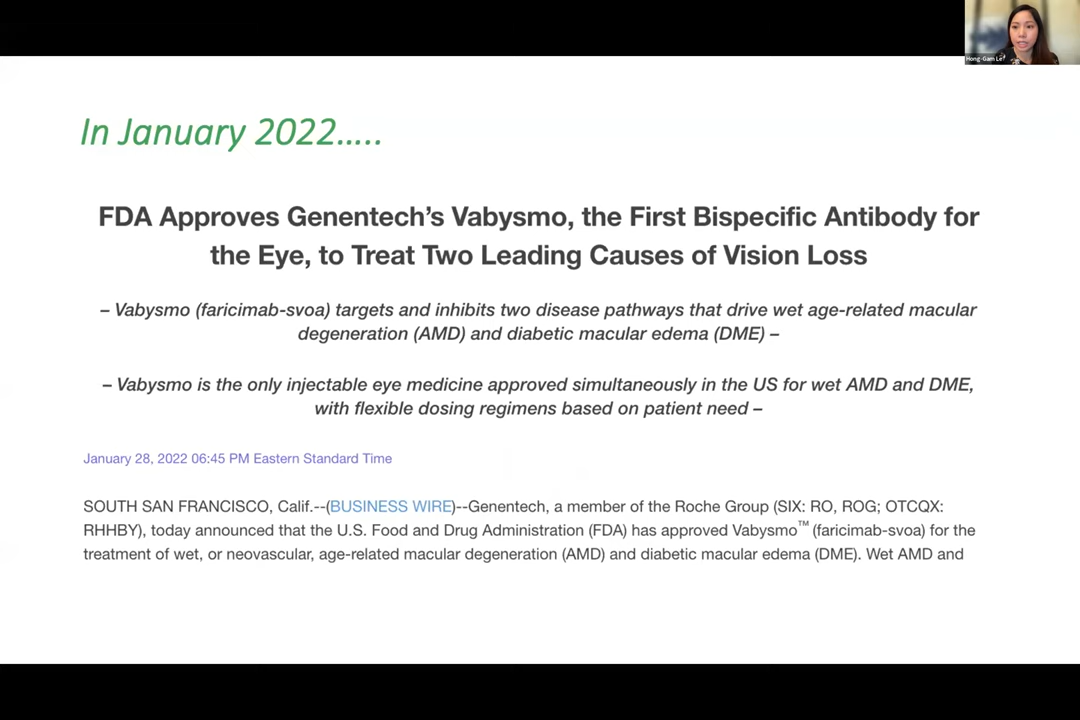 Hong-Gam Le
In January 2022.....
FDA Approves Genentech’s Vabysmo, the First Bispecific Antibody for
the Eye, to Treat Two Leading Causes of Vision Loss
– Vabysmo (faricimab-svoa) targets and inhibits two disease pathways that drive wet age-related macular
degeneration (AMD) and diabetic macular edema (DME) –
– Vabysmo is the only injectable eye medicine approved simultaneously in the US for wet AMD and DME,
with flexible dosing regimens based on patient need –
January 28, 2022 06:45 PM Eastern Standard Time
SOUTH SAN FRANCISCO, Calif.--(BUSINESS WIRE)--Genentech, a member of the Roche Group (SIX: RO, ROG; OTCQX:
RHHBY), today announced that the U.S. Food and Drug Administration (FDA) has approved Vabysmo™ (faricimab-svoa) for the
treatment of wet, or neovascular, age-related macular degeneration (AMD) and diabetic macular edema (DME). Wet AMD and